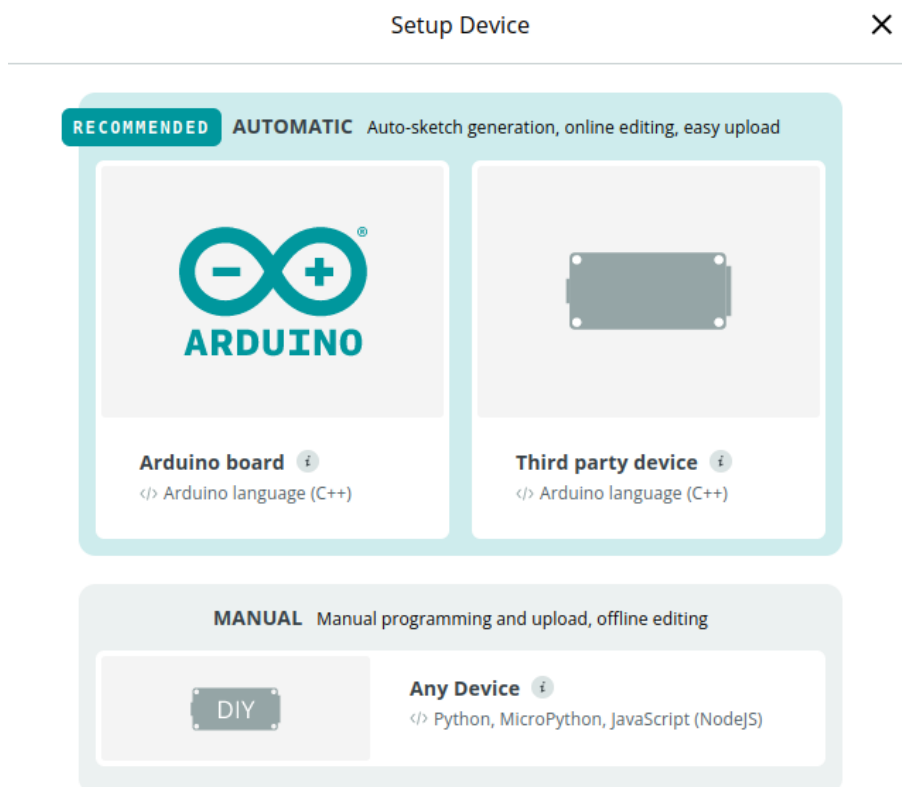 Setup Device
RECOMMENDED AUTOMATIC Auto-sketch generation, online editing, easy upload
ARDUINO
Arduino board
</> Arduino language (C++)
Third party device
</> Arduino language (C++)
MANUAL Manual programming and upload, offline editing
DIY
Any Device
</> Python, MicroPython, JavaScript (NodeJS)